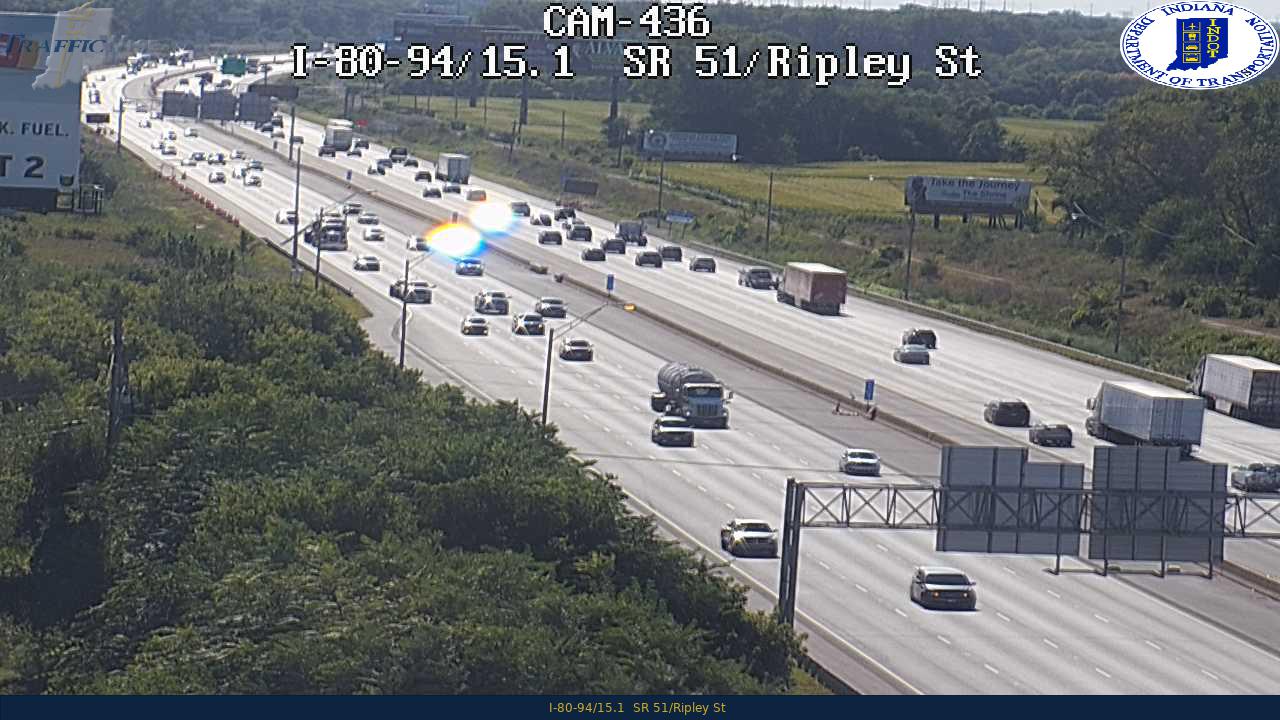 CAM-436
I-80-94/15.1 SR 51/Ripley St
TRAFFIC
INDIANA
DEPARTMENT OF TRANSPORTATION
INDOT
K. FUEL.
T 2
Take the Journey
I-80-94/15.1 SR 51/Ripley St